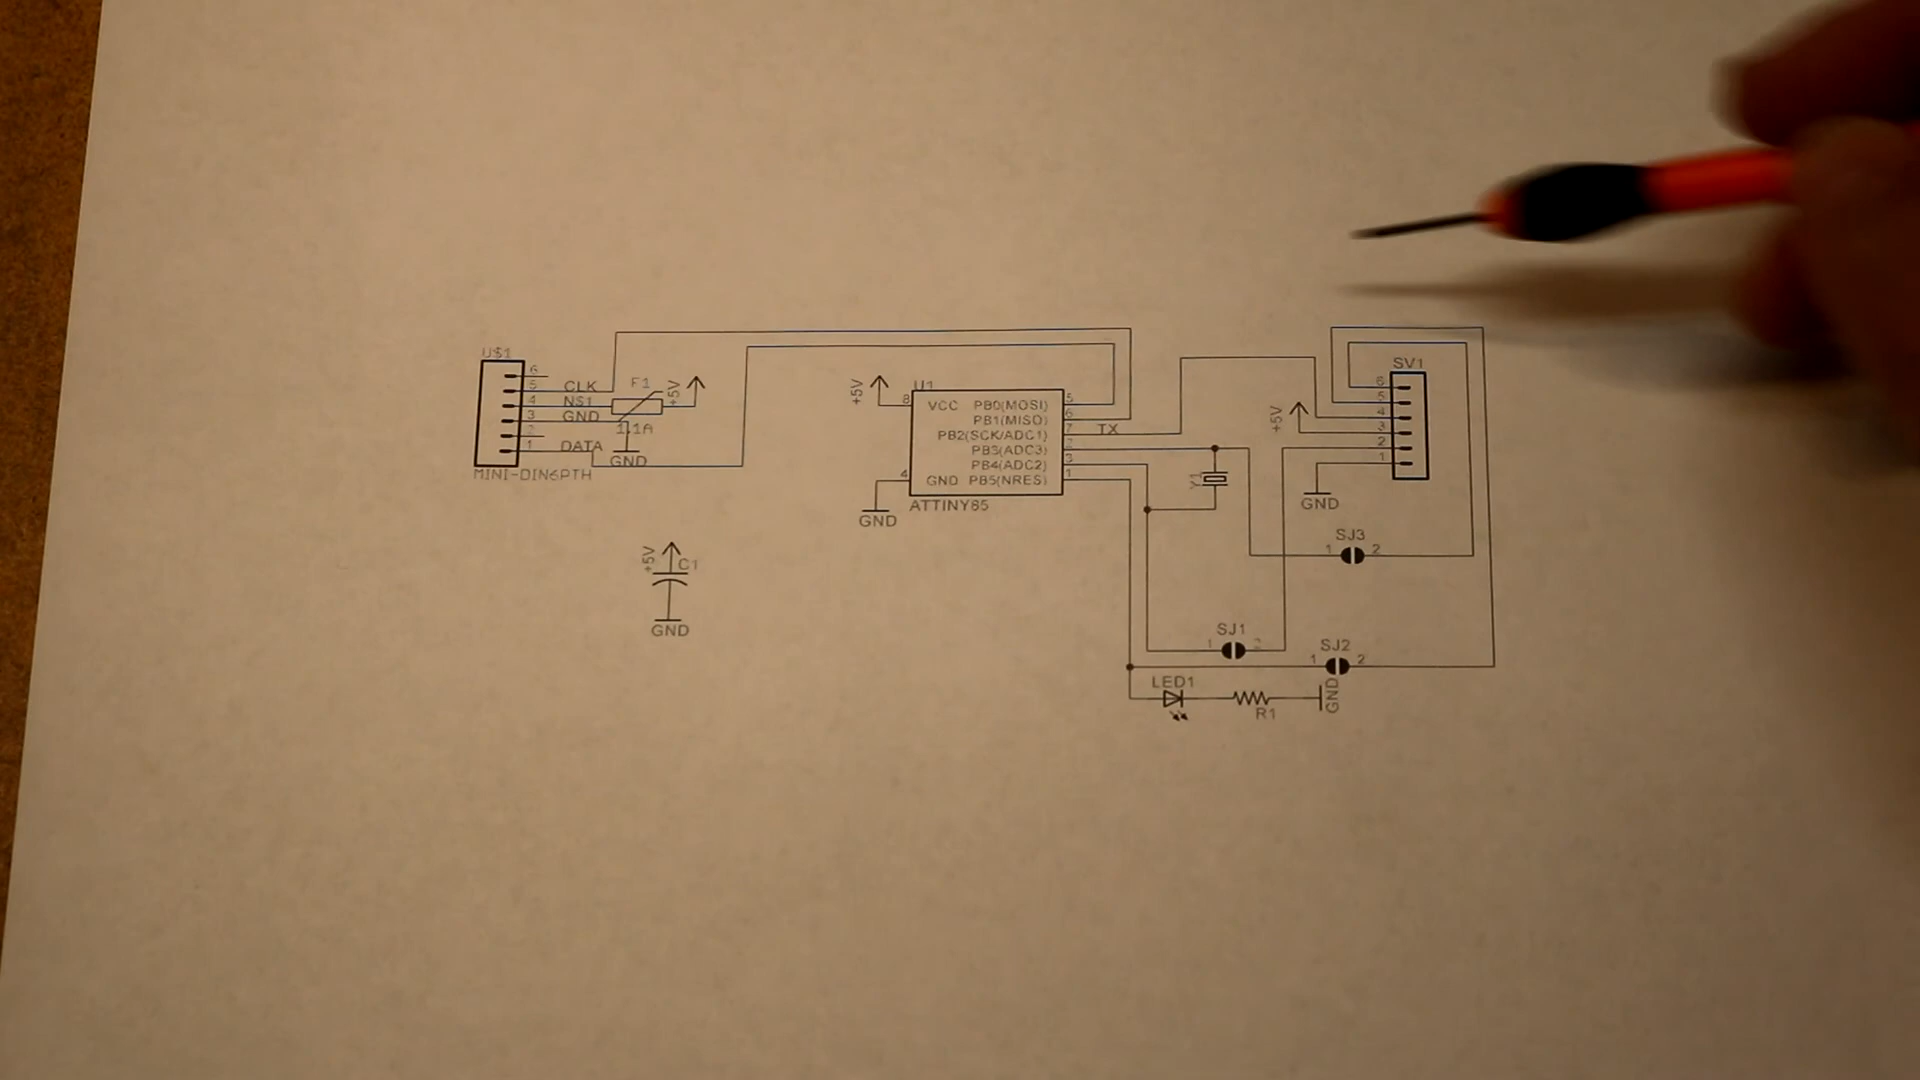 U$1
6
5 CLK
4 NS1
3 GND
2
1 DATA
MINI-DIN6PTH
F1
1.1A
+5V
GND
+5V
C1
GND
U1
+5V
8
VCC PB0(MOSI) 5
PB1(MISO) 6
PB2(SCK/ADC1) 7
TX
PB3(ADC3) 2
PB4(ADC2) 3
4 GND PB5(NRES) 1
ATTINY85
GND
Y1
SV1
6
5
4
3
2
1
+5V
GND
SJ3
1 2
SJ1
1 2
SJ2
1 2
LED1
R1
GND